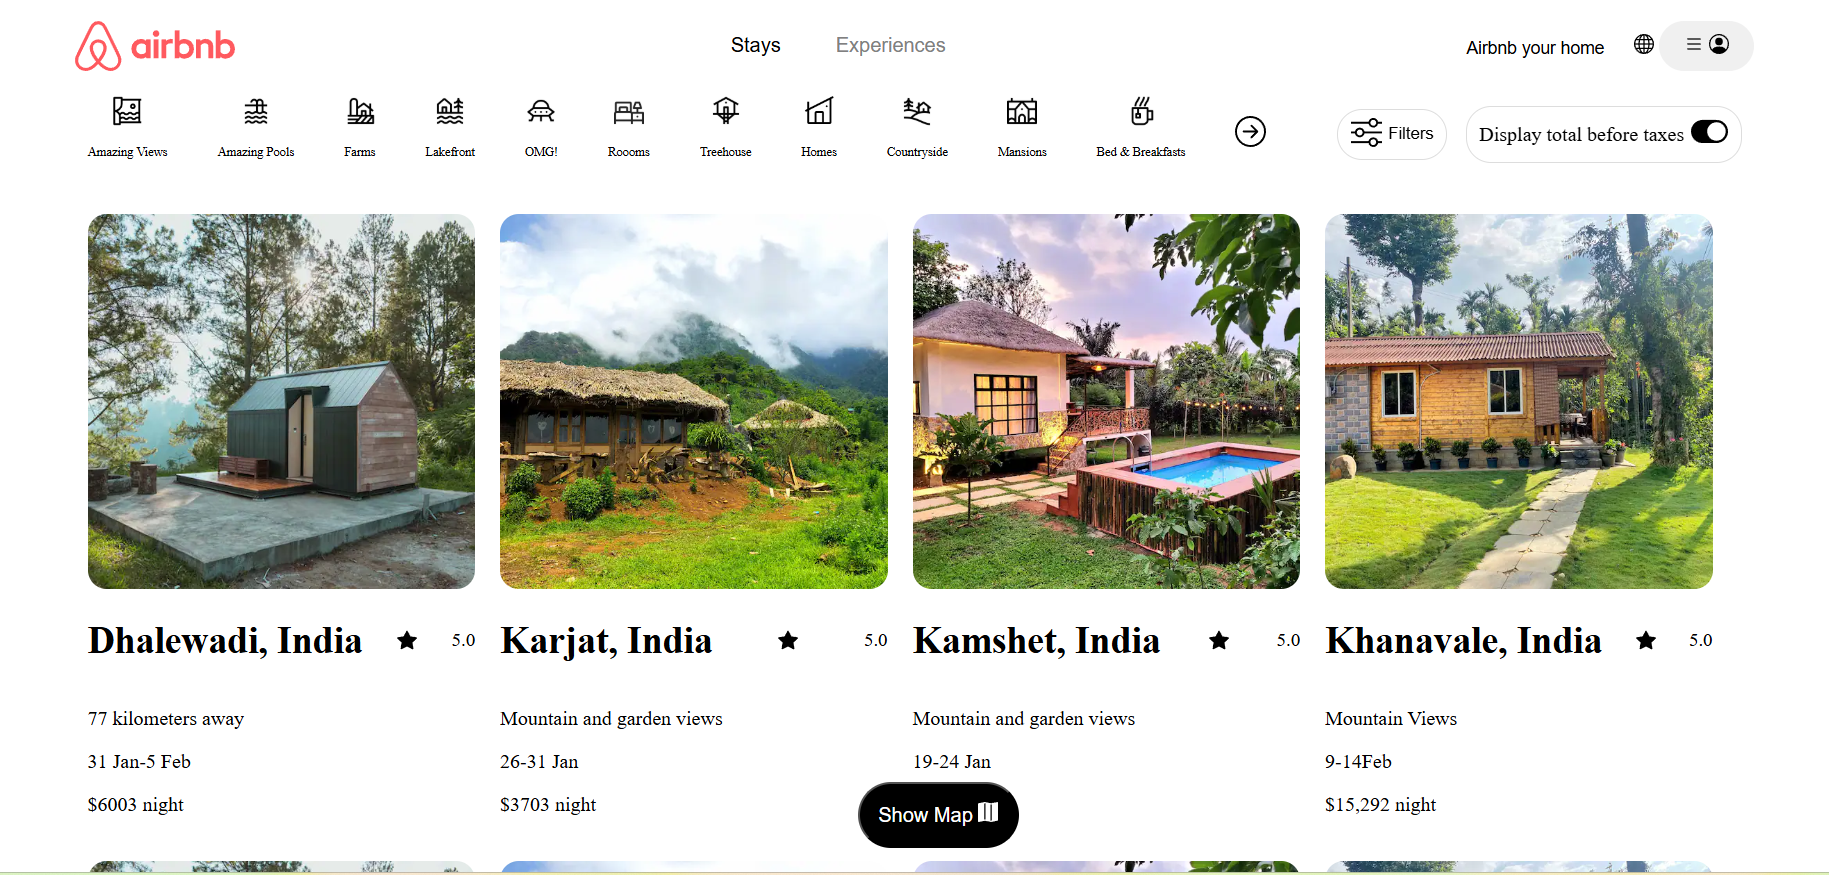 airbnb
Stays
Experiences
Airbnb your home
Amazing Views
Amazing Pools
Farms
Lakefront
OMG!
Roooms
Treehouse
Homes
Countryside
Mansions
Bed & Breakfasts
Filters
Display total before taxes
Dhalewadi, India 5.0
77 kilometers away
31 Jan-5 Feb
$6003 night
Karjat, India 5.0
Mountain and garden views
26-31 Jan
$3703 night
Kamshet, India 5.0
Mountain and garden views
19-24 Jan
Khanavale, India 5.0
Mountain Views
9-14Feb
$15,292 night
Show Map